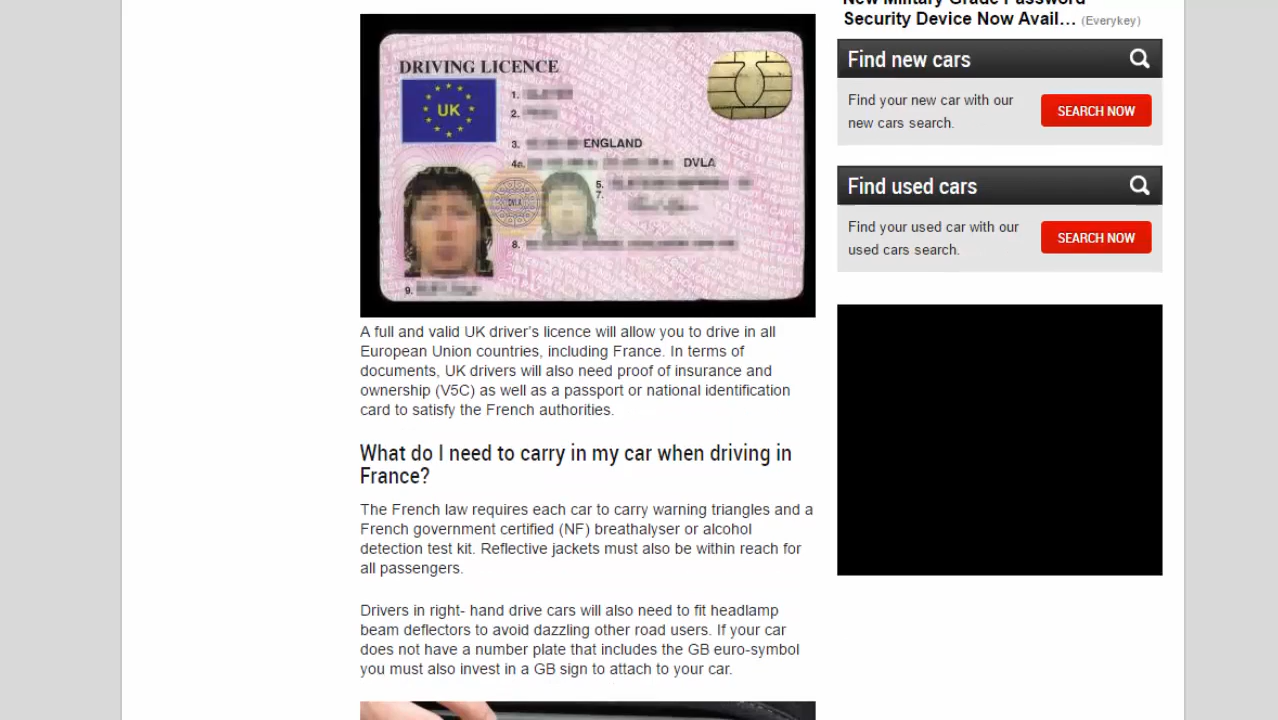 New Military Grade Password
Security Device Now Avail… (Everykey)
DRIVING LICENCE
UK
1.
2.
3. ENGLAND
4a. DVLA
5.
7.
DVLA
8.
9.
Find new cars
Find your new car with our
new cars search.
SEARCH NOW
Find used cars
Find your used car with our
used cars search.
SEARCH NOW
A full and valid UK driver’s licence will allow you to drive in all
European Union countries, including France. In terms of
documents, UK drivers will also need proof of insurance and
ownership (V5C) as well as a passport or national identification
card to satisfy the French authorities.
What do I need to carry in my car when driving in
France?
The French law requires each car to carry warning triangles and a
French government certified (NF) breathalyser or alcohol
detection test kit. Reflective jackets must also be within reach for
all passengers.
Drivers in right- hand drive cars will also need to fit headlamp
beam deflectors to avoid dazzling other road users. If your car
does not have a number plate that includes the GB euro-symbol
you must also invest in a GB sign to attach to your car.